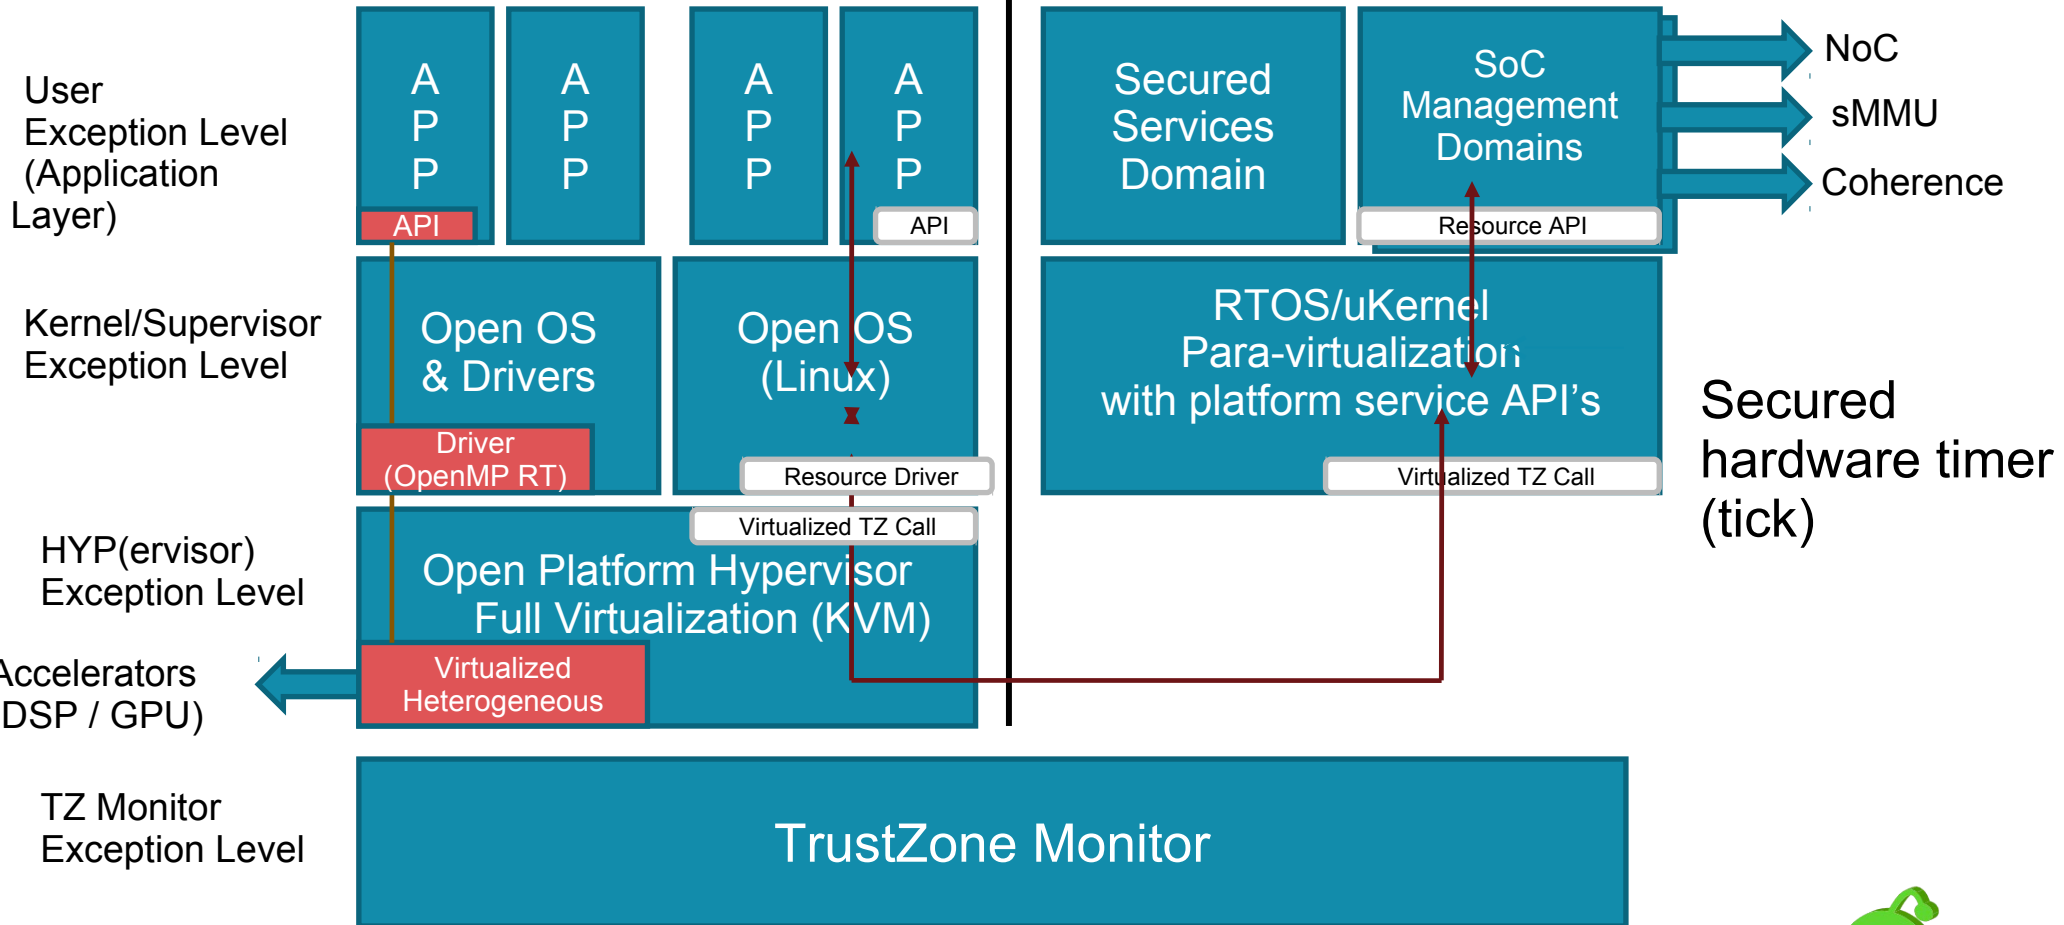 User
Exception Level
(Application
Layer)
A
P
P
API
A
P
P
A
P
P
A
P
P
API
Secured
Services
Domain
SoC
Management
Domains
Resource API
NoC
sMMU
Coherence
Kernel/Supervisor
Exception Level
Open OS
& Drivers
Driver
(OpenMP RT)
Open OS
(Linux)
Resource Driver
RTOS/uKernel
Para-virtualization
with platform service API’s
Virtualized TZ Call
Secured
hardware timer
(tick)
HYP(ervisor)
Exception Level
Virtualized TZ Call
Open Platform Hypervisor
Full Virtualization (KVM)
Virtualized
Heterogeneous
Accelerators
DSP / GPU)
TZ Monitor
Exception Level
TrustZone Monitor